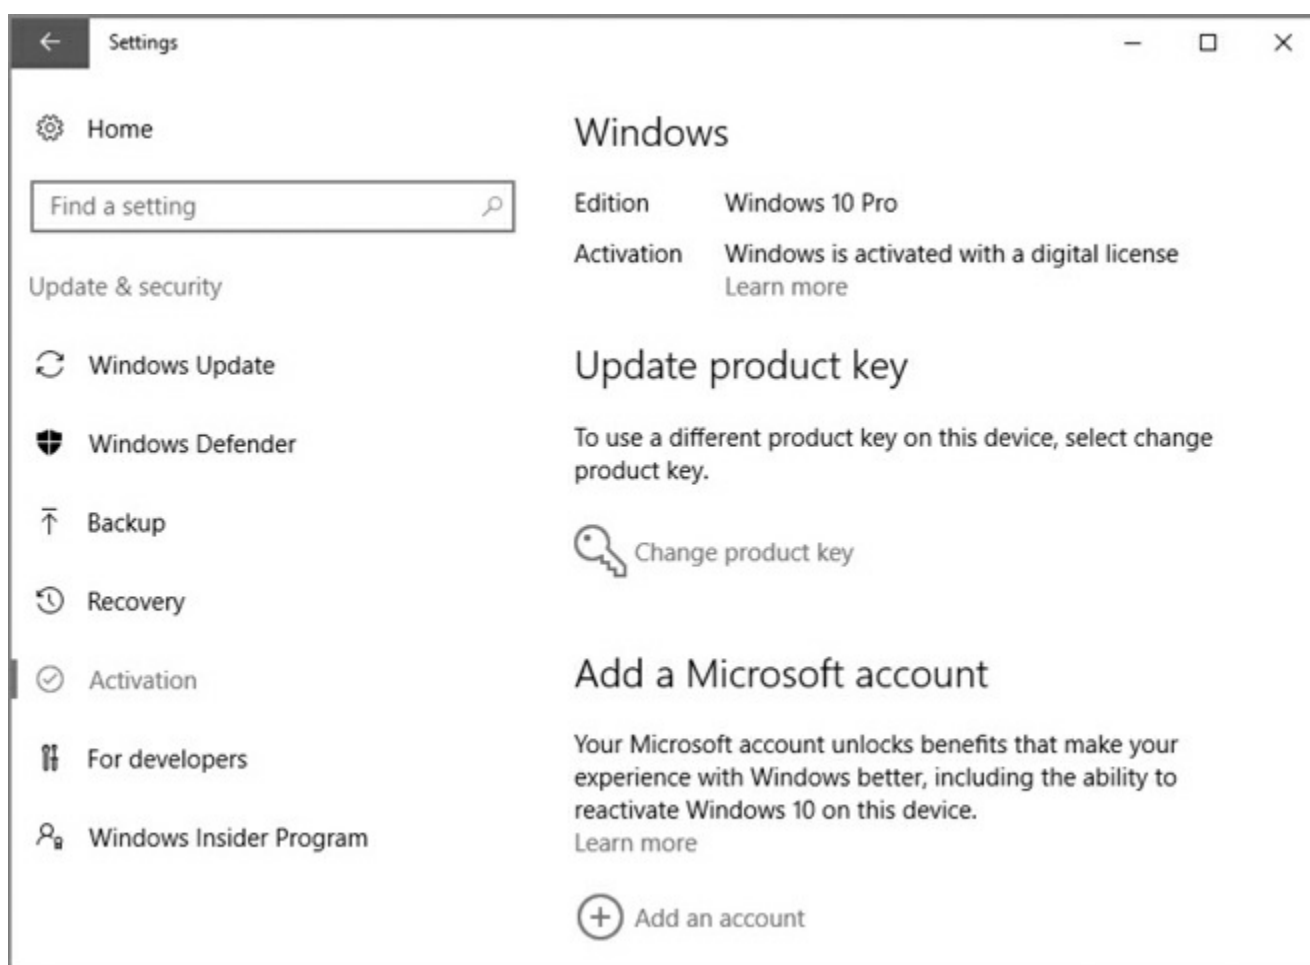 Settings
Home
Find a setting
Update & security
Windows Update
Windows Defender
Backup
Recovery
Activation
For developers
Windows Insider Program
Windows
Edition Windows 10 Pro
Activation Windows is activated with a digital license
Learn more
Update product key
To use a different product key on this device, select change
product key.
Change product key
Add a Microsoft account
Your Microsoft account unlocks benefits that make your
experience with Windows better, including the ability to
reactivate Windows 10 on this device.
Learn more
Add an account